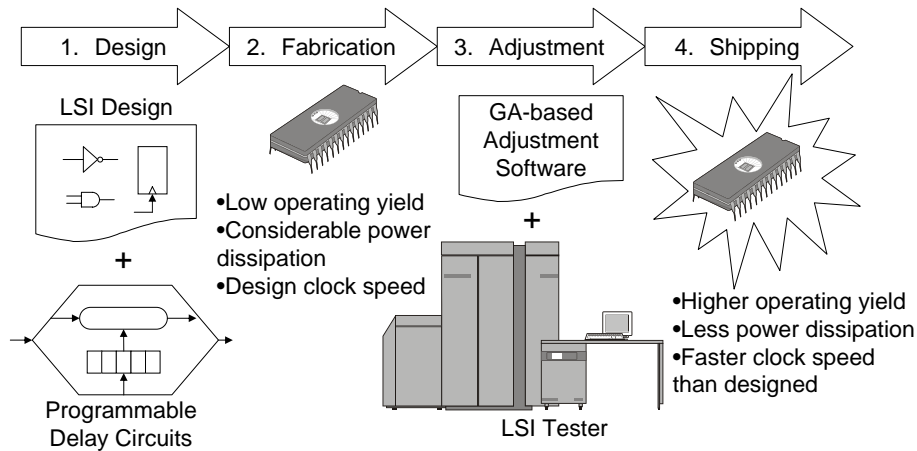 1. Design
2. Fabrication
3. Adjustment
4. Shipping
LSI Design
+
Programmable
Delay Circuits
•Low operating yield
•Considerable power
dissipation
•Design clock speed
GA-based
Adjustment
Software
+
LSI Tester
•Higher operating yield
•Less power dissipation
•Faster clock speed
than designed